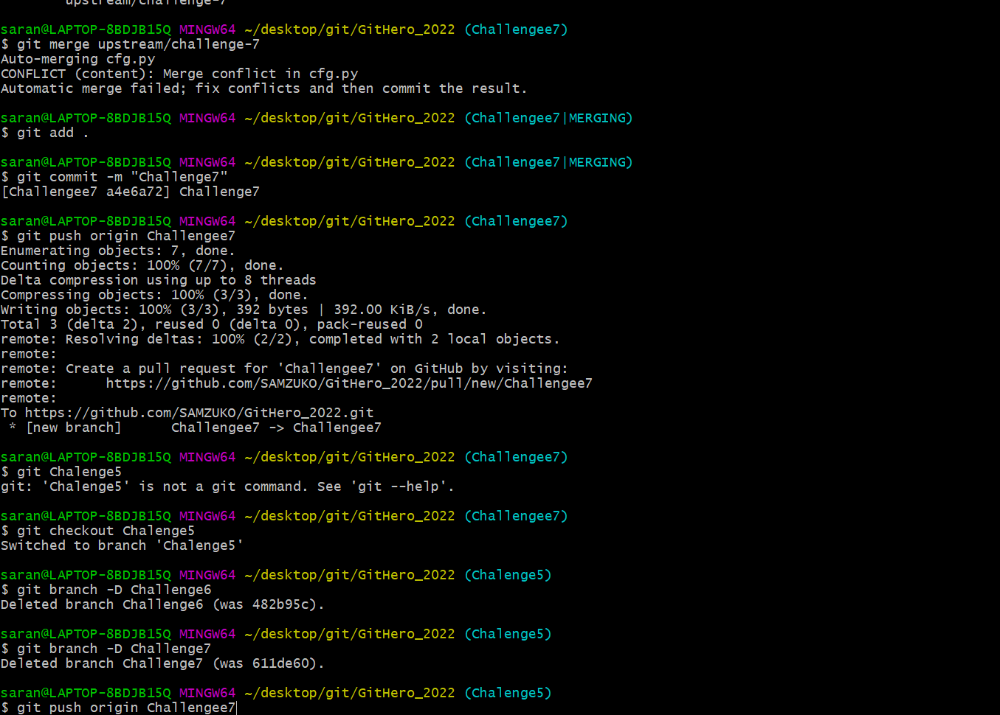 upstream/challenge-7
saran@LAPTOP-8BDJB15Q MINGW64 ~/desktop/git/GitHero_2022 (Challengee7)
$ git merge upstream/challenge-7
Auto-merging cfg.py
CONFLICT (content): Merge conflict in cfg.py
Automatic merge failed; fix conflicts and then commit the result.
saran@LAPTOP-8BDJB15Q MINGW64 ~/desktop/git/GitHero_2022 (Challengee7|MERGING)
$ git add .
saran@LAPTOP-8BDJB15Q MINGW64 ~/desktop/git/GitHero_2022 (Challengee7|MERGING)
$ git commit -m "Challenge7"
[Challengee7 a4e6a72] Challenge7
saran@LAPTOP-8BDJB15Q MINGW64 ~/desktop/git/GitHero_2022 (Challengee7)
$ git push origin Challengee7
Enumerating objects: 7, done.
Counting objects: 100% (7/7), done.
Delta compression using up to 8 threads
Compressing objects: 100% (3/3), done.
Writing objects: 100% (3/3), 392 bytes | 392.00 KiB/s, done.
Total 3 (delta 2), reused 0 (delta 0), pack-reused 0
remote: Resolving deltas: 100% (2/2), completed with 2 local objects.
remote:
remote: Create a pull request for 'Challengee7' on GitHub by visiting:
remote:      https://github.com/SAMZUKO/GitHero_2022/pull/new/Challengee7
remote:
To https://github.com/SAMZUKO/GitHero_2022.git
 * [new branch]      Challengee7 -> Challengee7
saran@LAPTOP-8BDJB15Q MINGW64 ~/desktop/git/GitHero_2022 (Challengee7)
$ git Chalenge5
git: 'Chalenge5' is not a git command. See 'git --help'.
saran@LAPTOP-8BDJB15Q MINGW64 ~/desktop/git/GitHero_2022 (Challengee7)
$ git checkout Chalenge5
Switched to branch 'Chalenge5'
saran@LAPTOP-8BDJB15Q MINGW64 ~/desktop/git/GitHero_2022 (Chalenge5)
$ git branch -D Challenge6
Deleted branch Challenge6 (was 482b95c).
saran@LAPTOP-8BDJB15Q MINGW64 ~/desktop/git/GitHero_2022 (Chalenge5)
$ git branch -D Challenge7
Deleted branch Challenge7 (was 611de60).
saran@LAPTOP-8BDJB15Q MINGW64 ~/desktop/git/GitHero_2022 (Chalenge5)
$ git push origin Challengee7